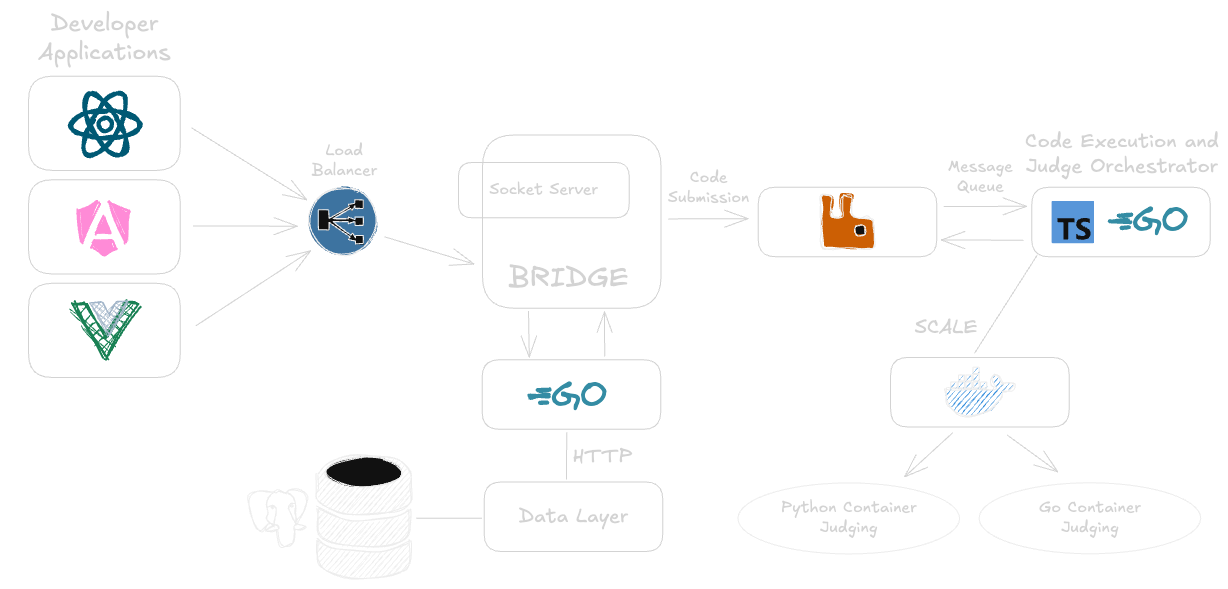 Developer
Applications
Load
Balancer
Socket Server
BRIDGE
Code
Submission
Message
Queue
Code Execution and
Judge Orchestrator
TS
GO
SCALE
GO
HTTP
Data Layer
Python Container
Judging
Go Container
Judging